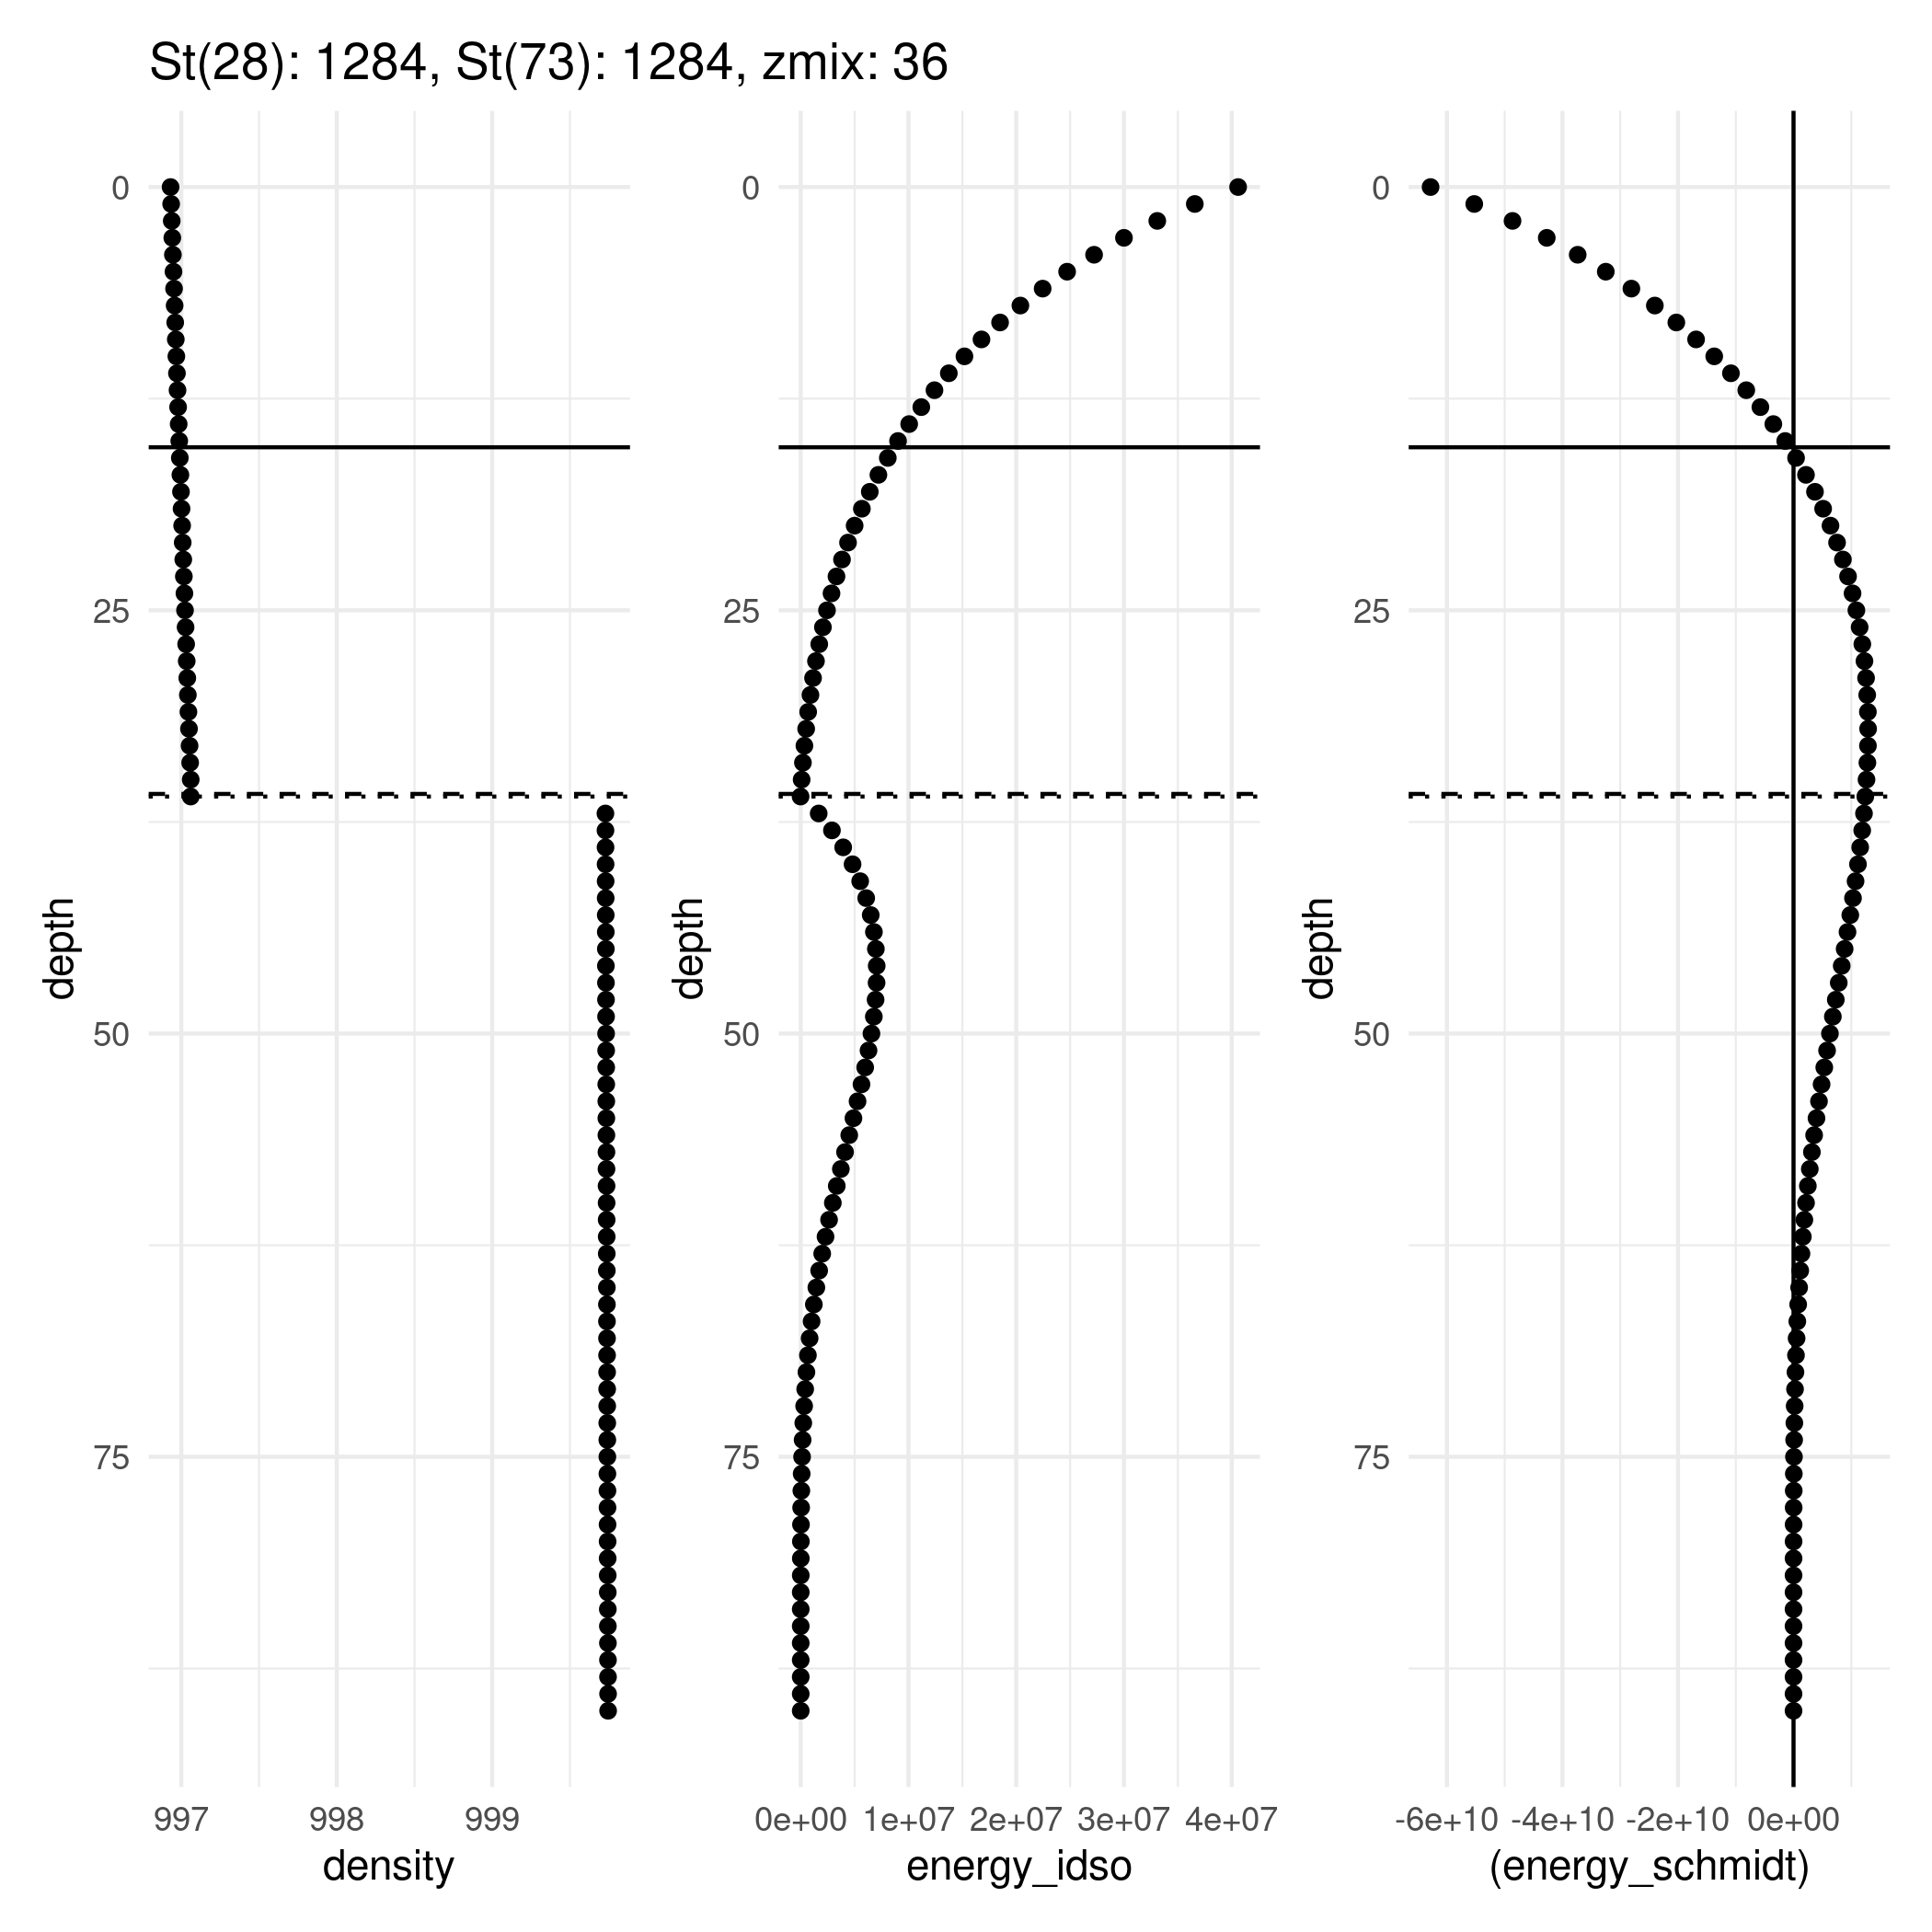 St(28): 1284, St(73): 1284, zmix: 36
0
25
50
75
depth
997 998 999
density
0
25
50
75
depth
0e+00 1e+07 2e+07 3e+07 4e+07
energy_idso
0
25
50
75
depth
-6e+10 -4e+10 -2e+10 0e+00
(energy_schmidt)